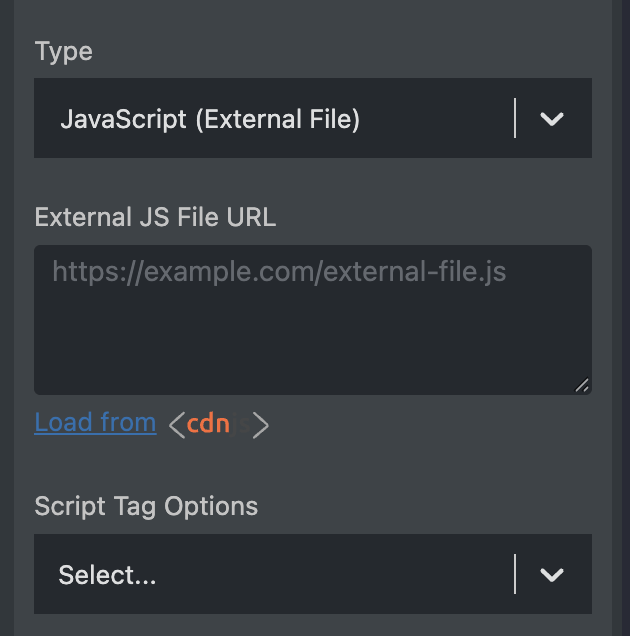 Type
JavaScript (External File)
External JS File URL
https://example.com/external-file.js
Load from <cdnjs>
Script Tag Options
Select...